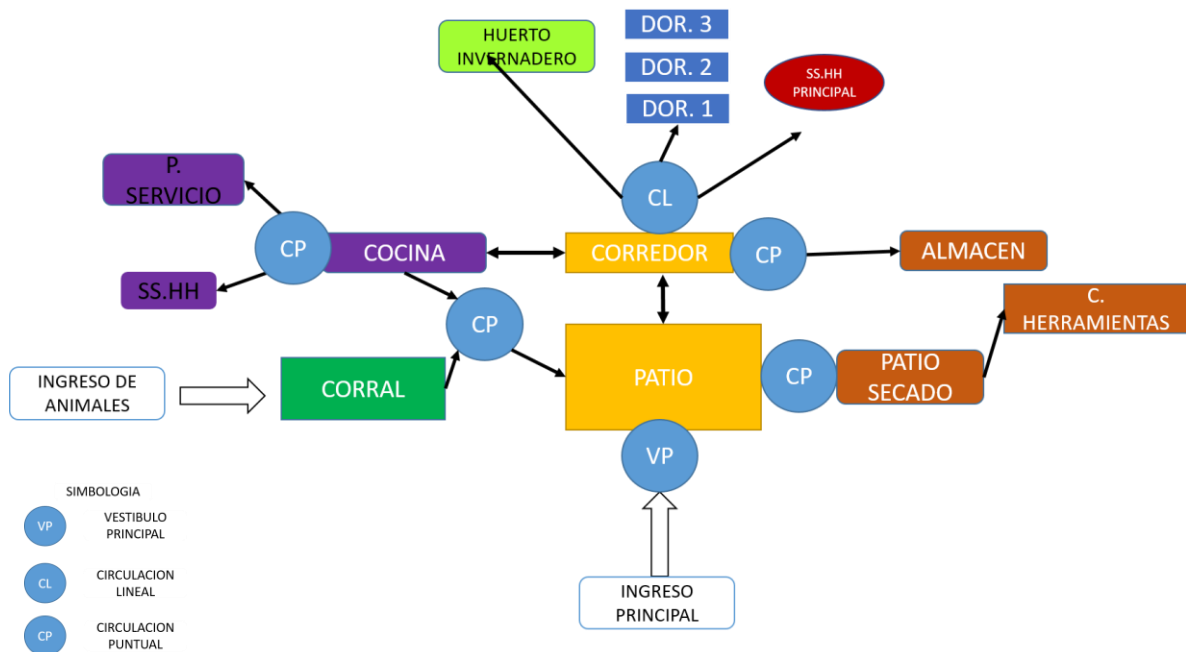 DOR. 3
HUERTO
INVERNADERO
DOR. 2
SS.HH
PRINCIPAL
DOR. 1
P.
SERVICIO
CL
CP
COCINA
CORREDOR
CP
ALMACEN
SS.HH
C.
HERRAMIENTAS
CP
INGRESO DE
ANIMALES
CORRAL
PATIO
CP
PATIO
SECADO
VP
SIMBOLOGIA
VP
VESTIBULO
PRINCIPAL
CL
CIRCULACION
LINEAL
CP
CIRCULACION
PUNTUAL
INGRESO
PRINCIPAL